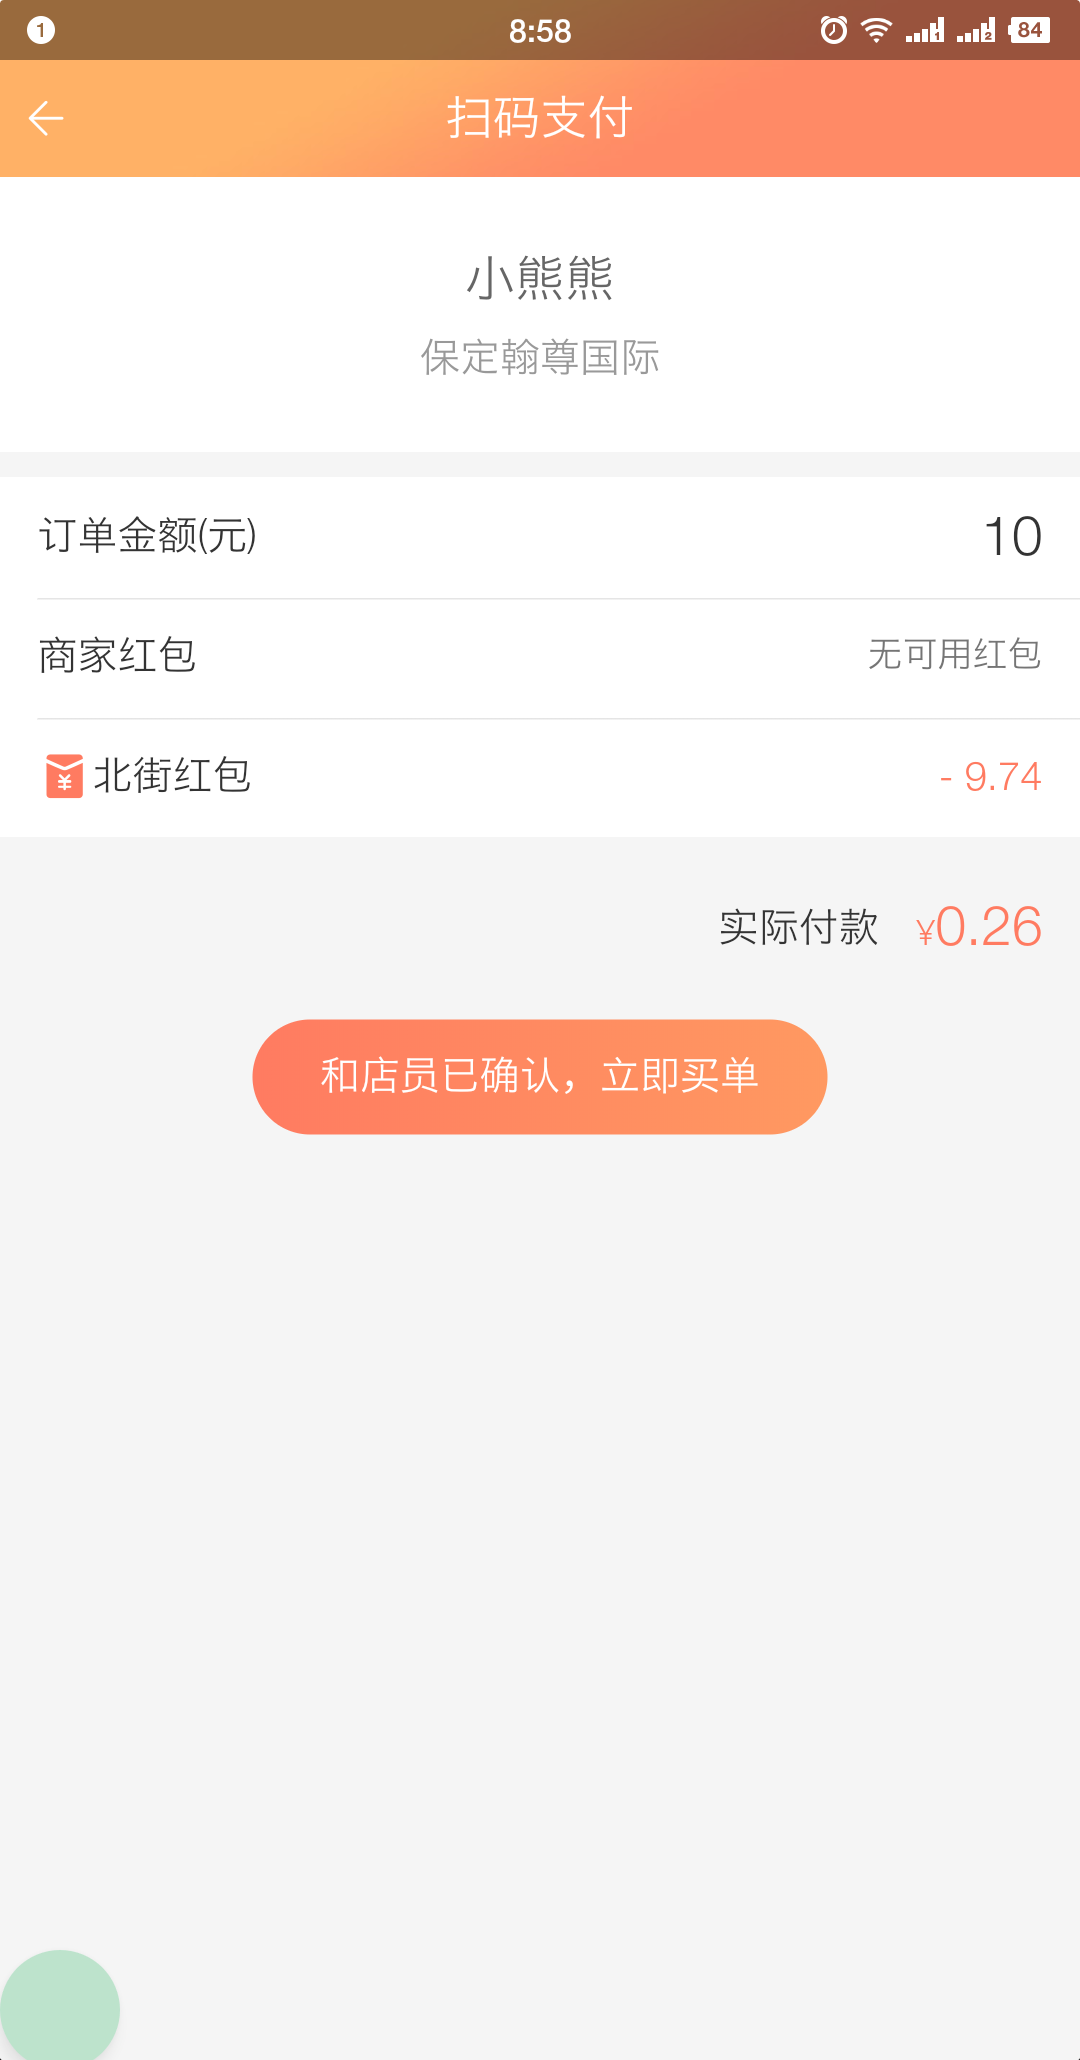 1 8:58 1 2 84
扫码支付
小熊熊
保定翰尊国际
订单金额(元) 10
商家红包 无可用红包
¥ 北街红包 - 9.74
实际付款 ¥0.26
和店员已确认，立即买单